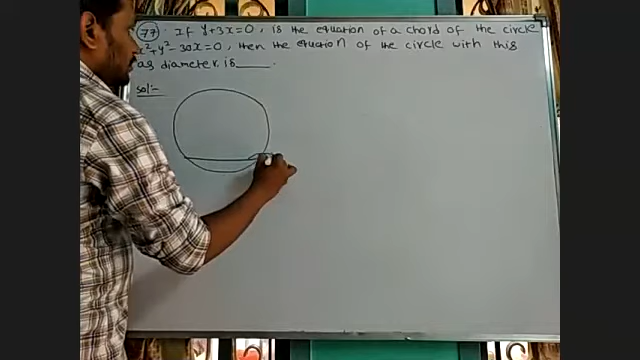 77. If y+3x=0, is the equation of a chord of the circle
x²+y²-30x=0, then the equation of the circle with this
as diameter. is ____.
Sol:-